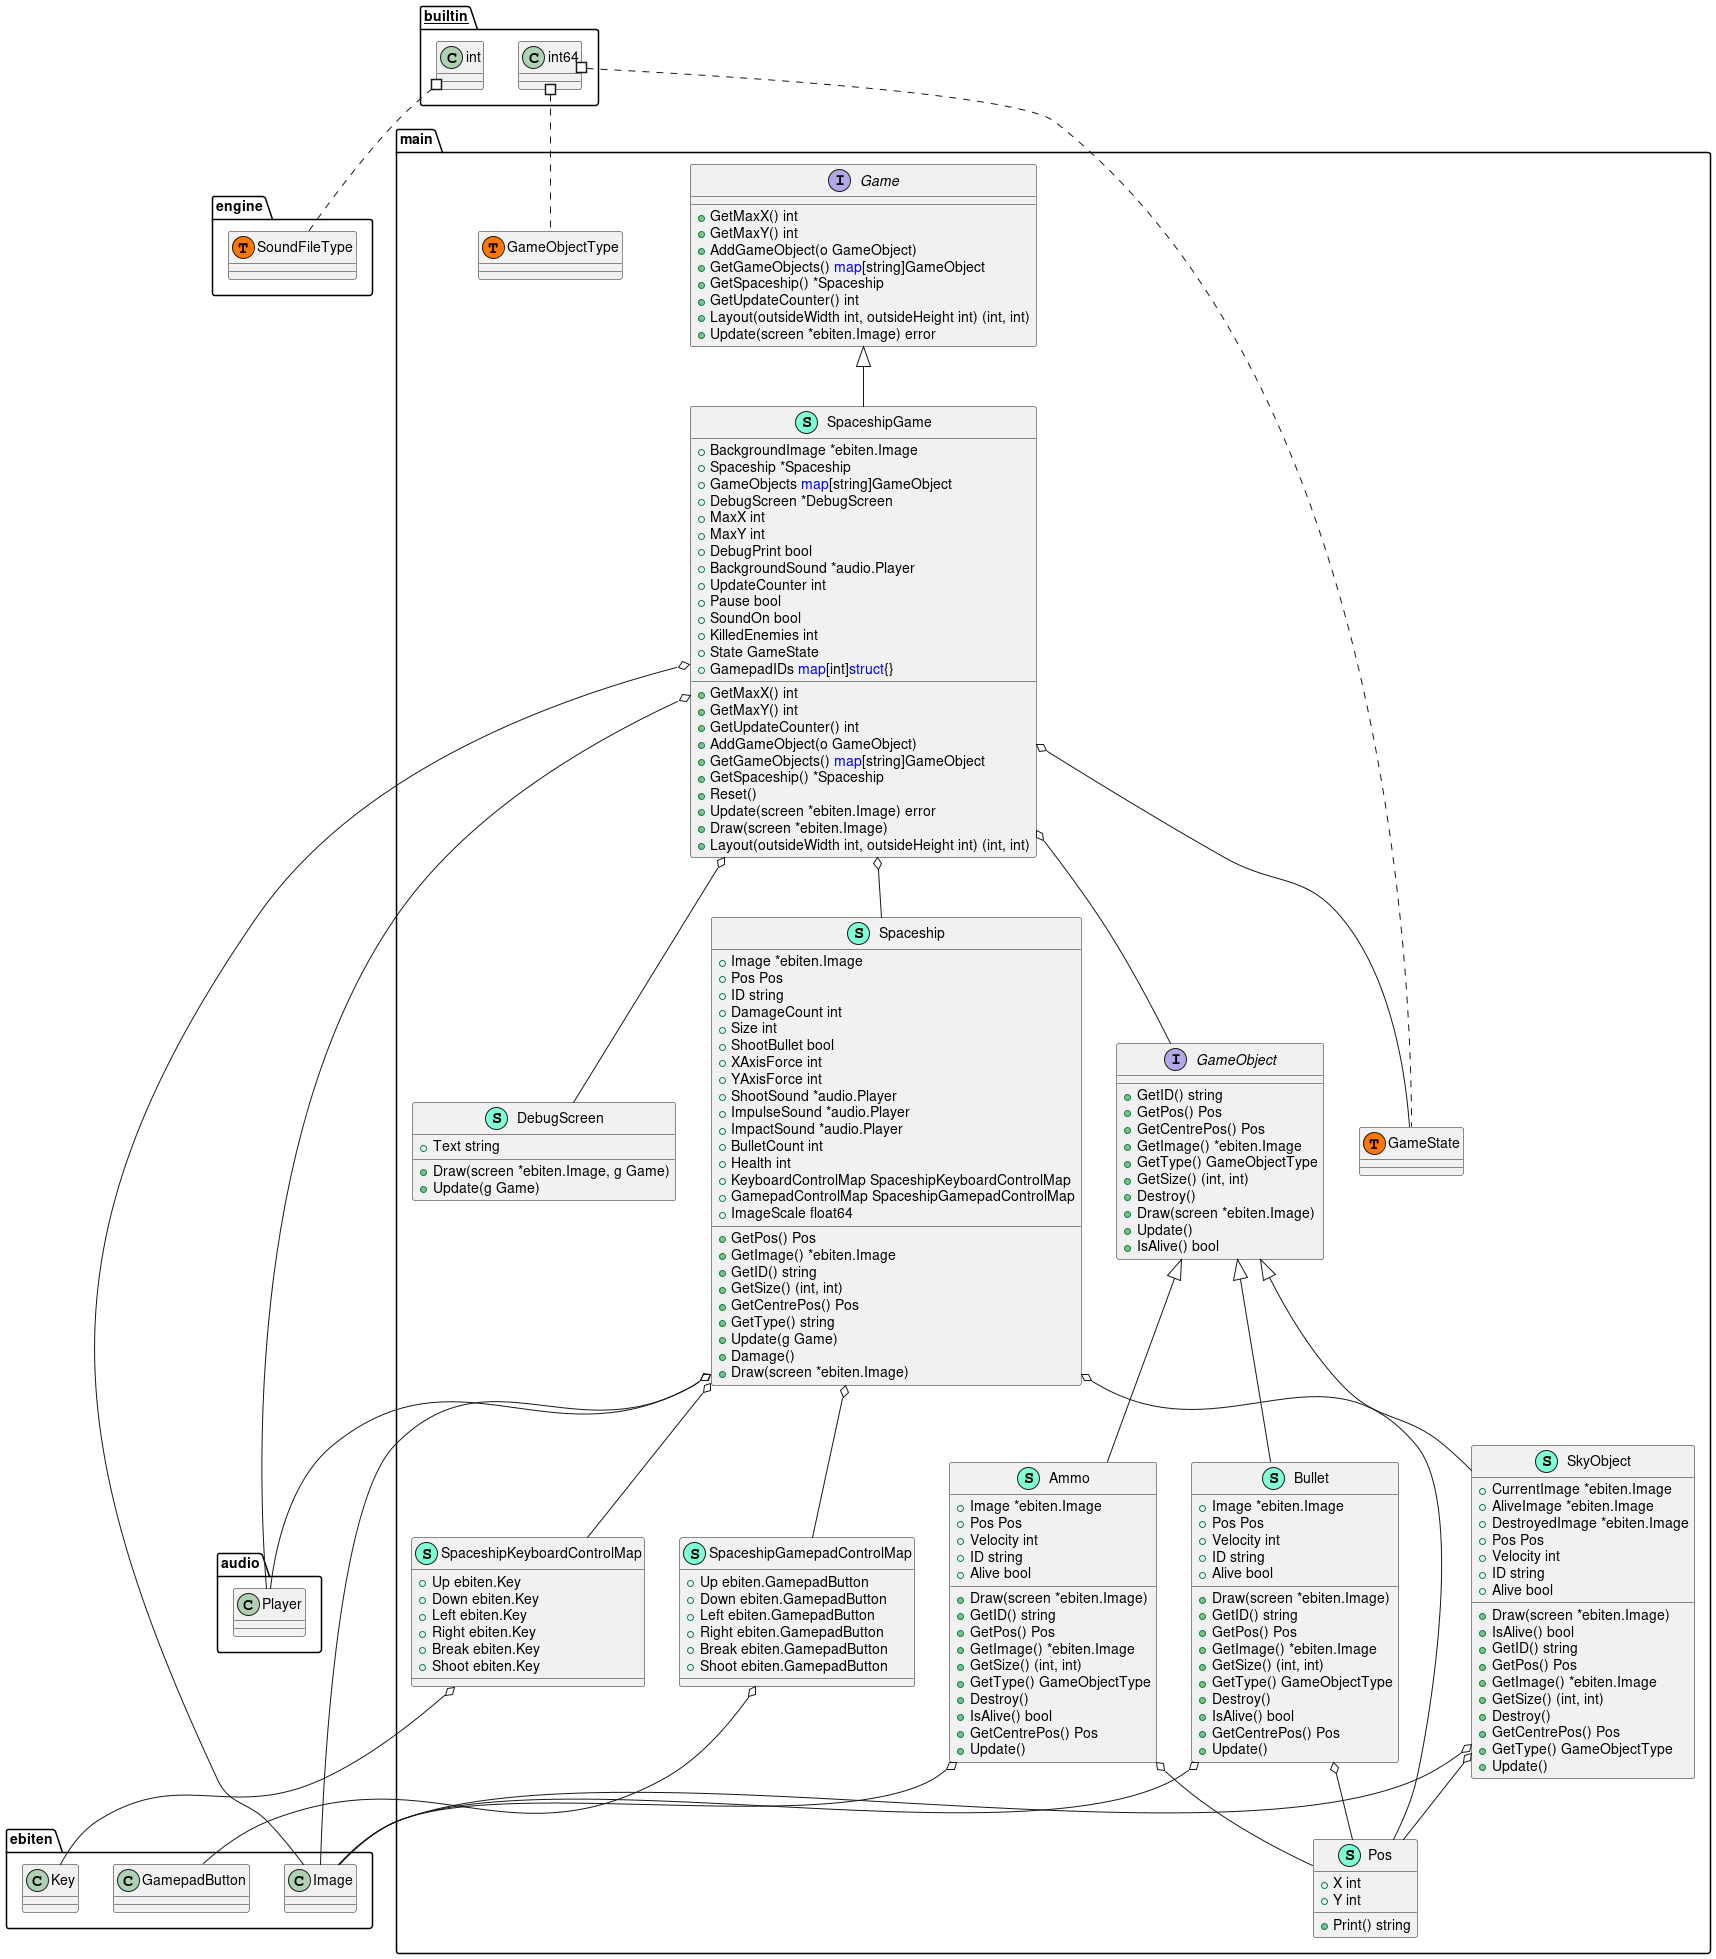 builtin
C int
C int64
main
engine
T SoundFileType
T GameObjectType
I Game
GetMaxX() int
GetMaxY() int
AddGameObject(o GameObject)
GetGameObjects() map[string]GameObject
GetSpaceship() *Spaceship
GetUpdateCounter() int
Layout(outsideWidth int, outsideHeight int) (int, int)
Update(screen *ebiten.Image) error
S SpaceshipGame
BackgroundImage *ebiten.Image
Spaceship *Spaceship
GameObjects map[string]GameObject
DebugScreen *DebugScreen
MaxX int
MaxY int
DebugPrint bool
BackgroundSound *audio.Player
UpdateCounter int
Pause bool
SoundOn bool
KilledEnemies int
State GameState
GamepadIDs map[int]struct{}
GetMaxX() int
GetMaxY() int
GetUpdateCounter() int
AddGameObject(o GameObject)
GetGameObjects() map[string]GameObject
GetSpaceship() *Spaceship
Reset()
Update(screen *ebiten.Image) error
Draw(screen *ebiten.Image)
Layout(outsideWidth int, outsideHeight int) (int, int)
S Spaceship
Image *ebiten.Image
Pos Pos
ID string
DamageCount int
Size int
ShootBullet bool
XAxisForce int
YAxisForce int
ShootSound *audio.Player
ImpulseSound *audio.Player
ImpactSound *audio.Player
BulletCount int
Health int
KeyboardControlMap SpaceshipKeyboardControlMap
GamepadControlMap SpaceshipGamepadControlMap
ImageScale float64
GetPos() Pos
GetImage() *ebiten.Image
GetID() string
GetSize() (int, int)
GetCentrePos() Pos
GetType() string
Update(g Game)
Damage()
Draw(screen *ebiten.Image)
S DebugScreen
Text string
Draw(screen *ebiten.Image, g Game)
Update(g Game)
I GameObject
GetID() string
GetPos() Pos
GetCentrePos() Pos
GetImage() *ebiten.Image
GetType() GameObjectType
GetSize() (int, int)
Destroy()
Draw(screen *ebiten.Image)
Update()
IsAlive() bool
T GameState
audio
C Player
S SpaceshipKeyboardControlMap
Up ebiten.Key
Down ebiten.Key
Left ebiten.Key
Right ebiten.Key
Break ebiten.Key
Shoot ebiten.Key
S SpaceshipGamepadControlMap
Up ebiten.GamepadButton
Down ebiten.GamepadButton
Left ebiten.GamepadButton
Right ebiten.GamepadButton
Break ebiten.GamepadButton
Shoot ebiten.GamepadButton
S Ammo
Image *ebiten.Image
Pos Pos
Velocity int
ID string
Alive bool
Draw(screen *ebiten.Image)
GetID() string
GetPos() Pos
GetImage() *ebiten.Image
GetSize() (int, int)
GetType() GameObjectType
Destroy()
IsAlive() bool
GetCentrePos() Pos
Update()
S Bullet
Image *ebiten.Image
Pos Pos
Velocity int
ID string
Alive bool
Draw(screen *ebiten.Image)
GetID() string
GetPos() Pos
GetImage() *ebiten.Image
GetSize() (int, int)
GetType() GameObjectType
Destroy()
IsAlive() bool
GetCentrePos() Pos
Update()
S SkyObject
CurrentImage *ebiten.Image
AliveImage *ebiten.Image
DestroyedImage *ebiten.Image
Pos Pos
Velocity int
ID string
Alive bool
Draw(screen *ebiten.Image)
IsAlive() bool
GetID() string
GetPos() Pos
GetImage() *ebiten.Image
GetSize() (int, int)
Destroy()
GetCentrePos() Pos
GetType() GameObjectType
Update()
ebiten
C Key
C GamepadButton
C Image
S Pos
X int
Y int
Print() string